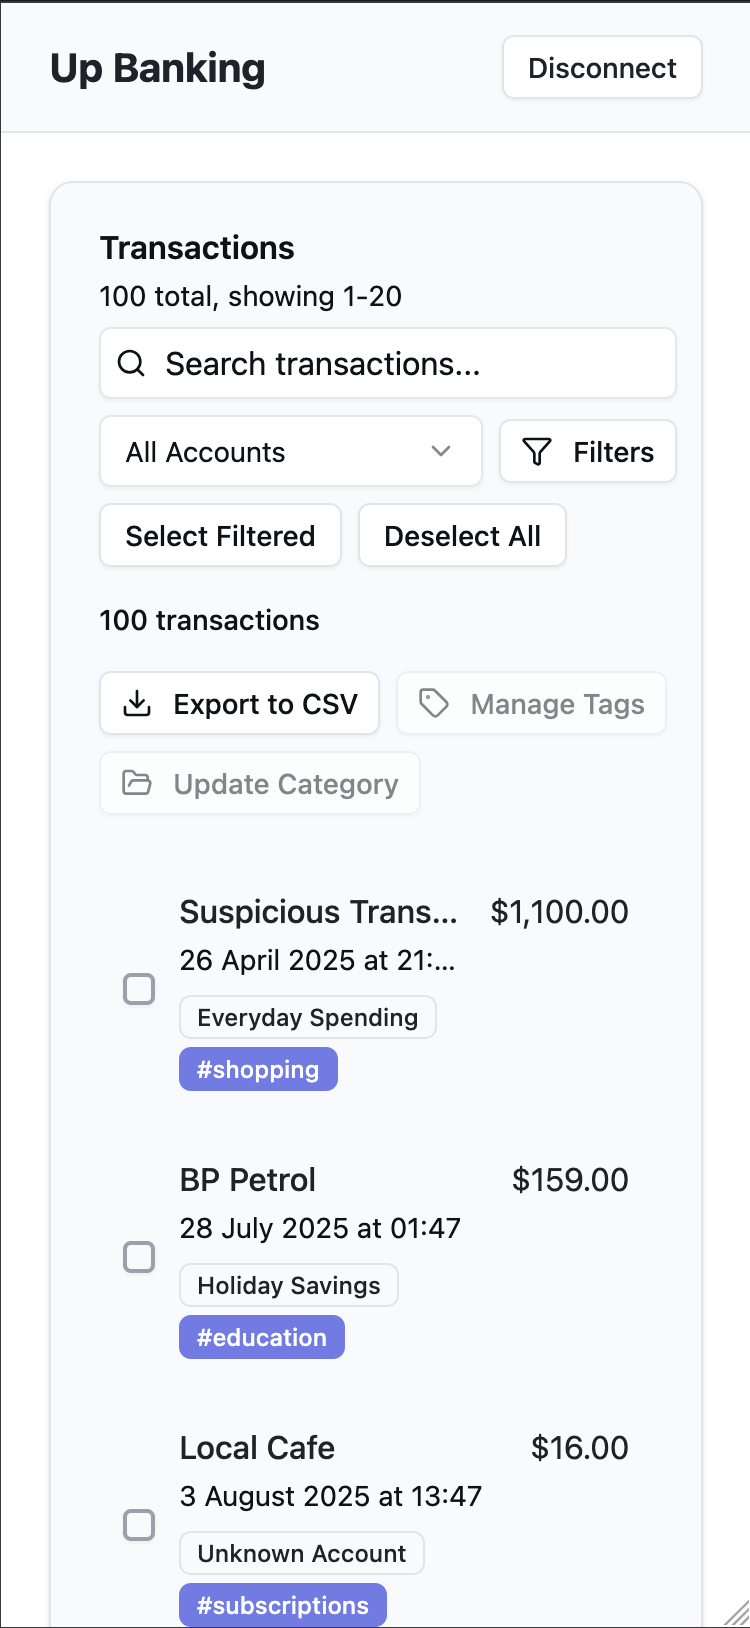 Up Banking
Disconnect
Transactions
100 total, showing 1-20
Search transactions...
All Accounts
Filters
Select Filtered
Deselect All
100 transactions
Export to CSV
Manage Tags
Update Category
Suspicious Trans... $1,100.00
26 April 2025 at 21:...
Everyday Spending
#shopping
BP Petrol $159.00
28 July 2025 at 01:47
Holiday Savings
#education
Local Cafe $16.00
3 August 2025 at 13:47
Unknown Account
#subscriptions